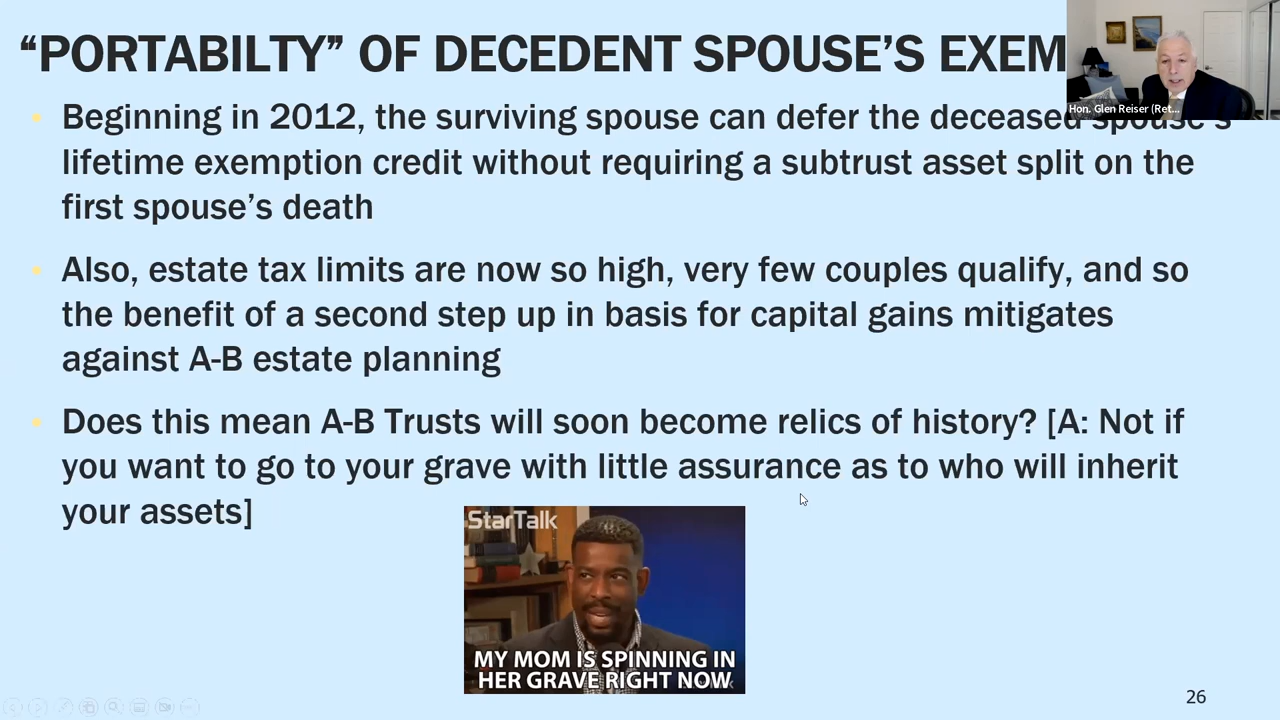 “PORTABILTY” OF DECEDENT SPOUSE’S EXEM
Hon. Glen Reiser (Ret...
Beginning in 2012, the surviving spouse can defer the deceased spouse’s
lifetime exemption credit without requiring a subtrust asset split on the
first spouse’s death
Also, estate tax limits are now so high, very few couples qualify, and so
the benefit of a second step up in basis for capital gains mitigates
against A-B estate planning
Does this mean A-B Trusts will soon become relics of history? [A: Not if
you want to go to your grave with little assurance as to who will inherit
your assets]
StarTalk
MY MOM IS SPINNING IN
HER GRAVE RIGHT NOW
26